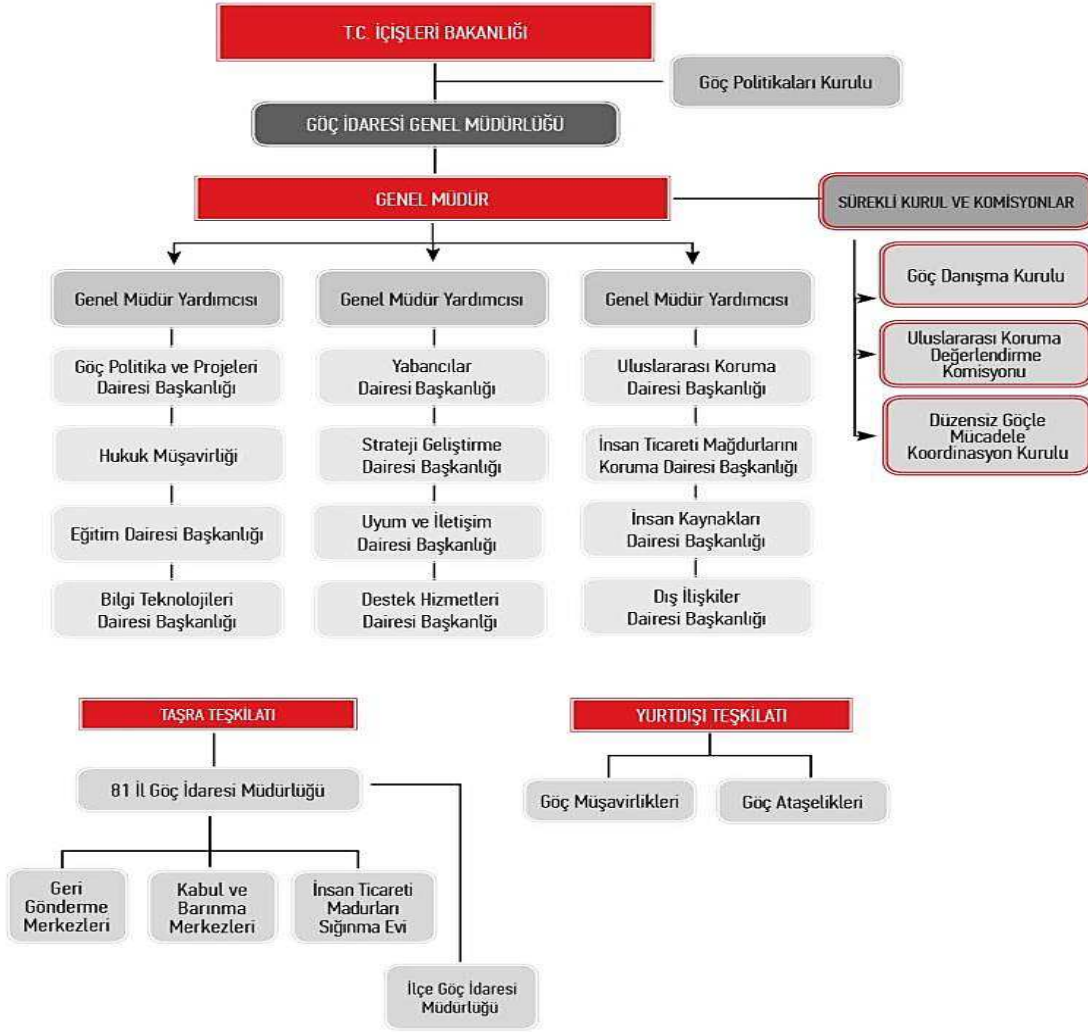 T.C. İÇİŞLERİ BAKANLIĞI
Göç Politikaları Kurulu
GÖÇ İDARESİ GENEL MÜDÜRLÜĞÜ
GENEL MÜDÜR
SÜREKLİ KURUL VE KOMİSYONLAR
Göç Danışma Kurulu
Uluslararası Koruma
Değerlendirme
Komisyonu
Düzensiz Göçle
Mücadele
Koordinasyon Kurulu
Genel Müdür Yardımcısı
Göç Politika ve Projeleri
Dairesi Başkanlığı
Hukuk Müşavirliği
Eğitim Dairesi Başkanlığı
Bilgi Teknolojileri
Dairesi Başkanlığı
Genel Müdür Yardımcısı
Yabancılar
Dairesi Başkanlığı
Strateji Geliştirme
Dairesi Başkanlığı
Uyum ve İletişim
Dairesi Başkanlığı
Destek Hizmetleri
Dairesi Başkanlğı
Genel Müdür Yardımcısı
Uluslararası Koruma
Dairesi Başkanlığı
İnsan Ticareti Mağdurlarını
Koruma Dairesi Başkanlığı
İnsan Kaynakları
Dairesi Başkanlığı
Dış İlişkiler
Dairesi Başkanlığı
TAŞRA TEŞKİLATI
81 İl Göç İdaresi Müdürlüğü
Geri
Gönderme
Merkezleri
Kabul ve
Barınma
Merkezleri
İnsan Ticareti
Madurları
Sığınma Evi
İlçe Göç İdaresi
Müdürlüğü
YURTDIŞI TEŞKİLATI
Göç Müşavirlikleri
Göç Ataşelikleri